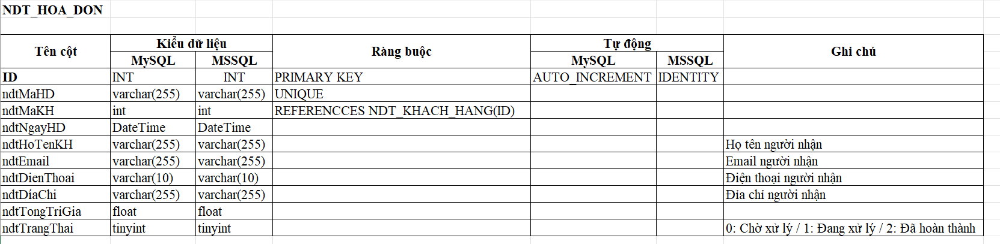 NDT_HOA_DON
Tên cột Kiểu dữ liệu Ràng buộc Tự động Ghi chú
MySQL MSSQL MySQL MSSQL
ID INT INT PRIMARY KEY AUTO_INCREMENT IDENTITY
ndtMaHD varchar(255) varchar(255) UNIQUE
ndtMaKH int int REFERENCCES NDT_KHACH_HANG(ID)
ndtNgayHD DateTime DateTime
ndtHoTenKH varchar(255) varchar(255) Họ tên người nhận
ndtEmail varchar(255) varchar(255) Email người nhận
ndtDienThoai varchar(10) varchar(10) Điện thoại người nhận
ndtDíaChi varchar(255) varchar(255) Đỉa chỉ người nhận
ndtTongTriGia float float
ndtTrangThai tinyint tinyint 0: Chờ xử lý / 1: Đang xử lý / 2: Đã hoàn thành